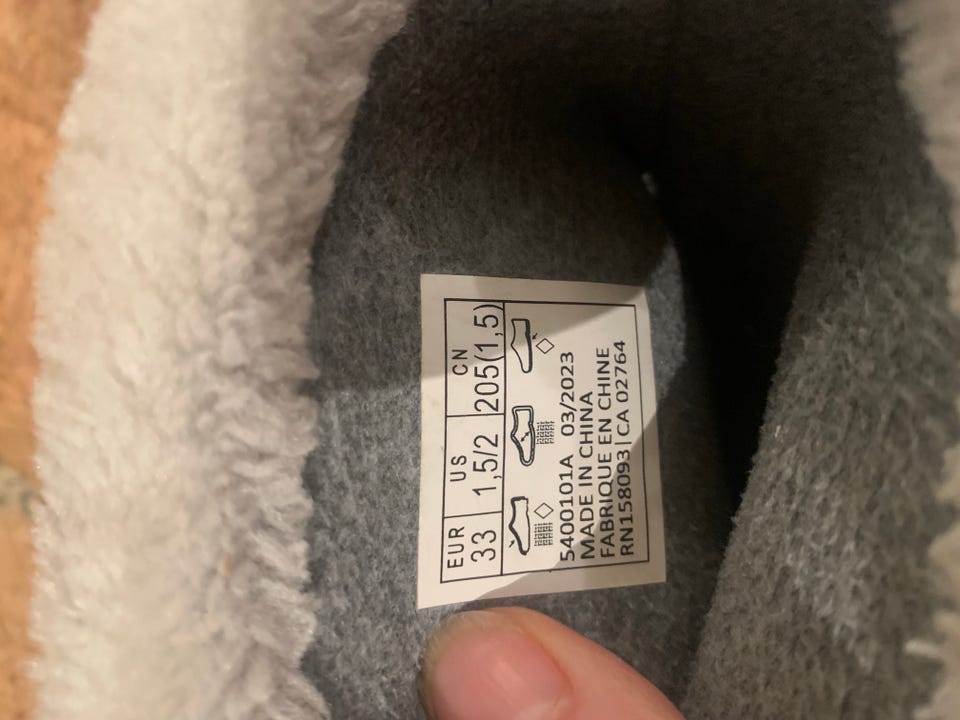 EUR US CN
33 1,5/2 205(1,5)
5400101A 03/2023
MADE IN CHINA
FABRIQUE EN CHINE
RN158093 | CA 02764